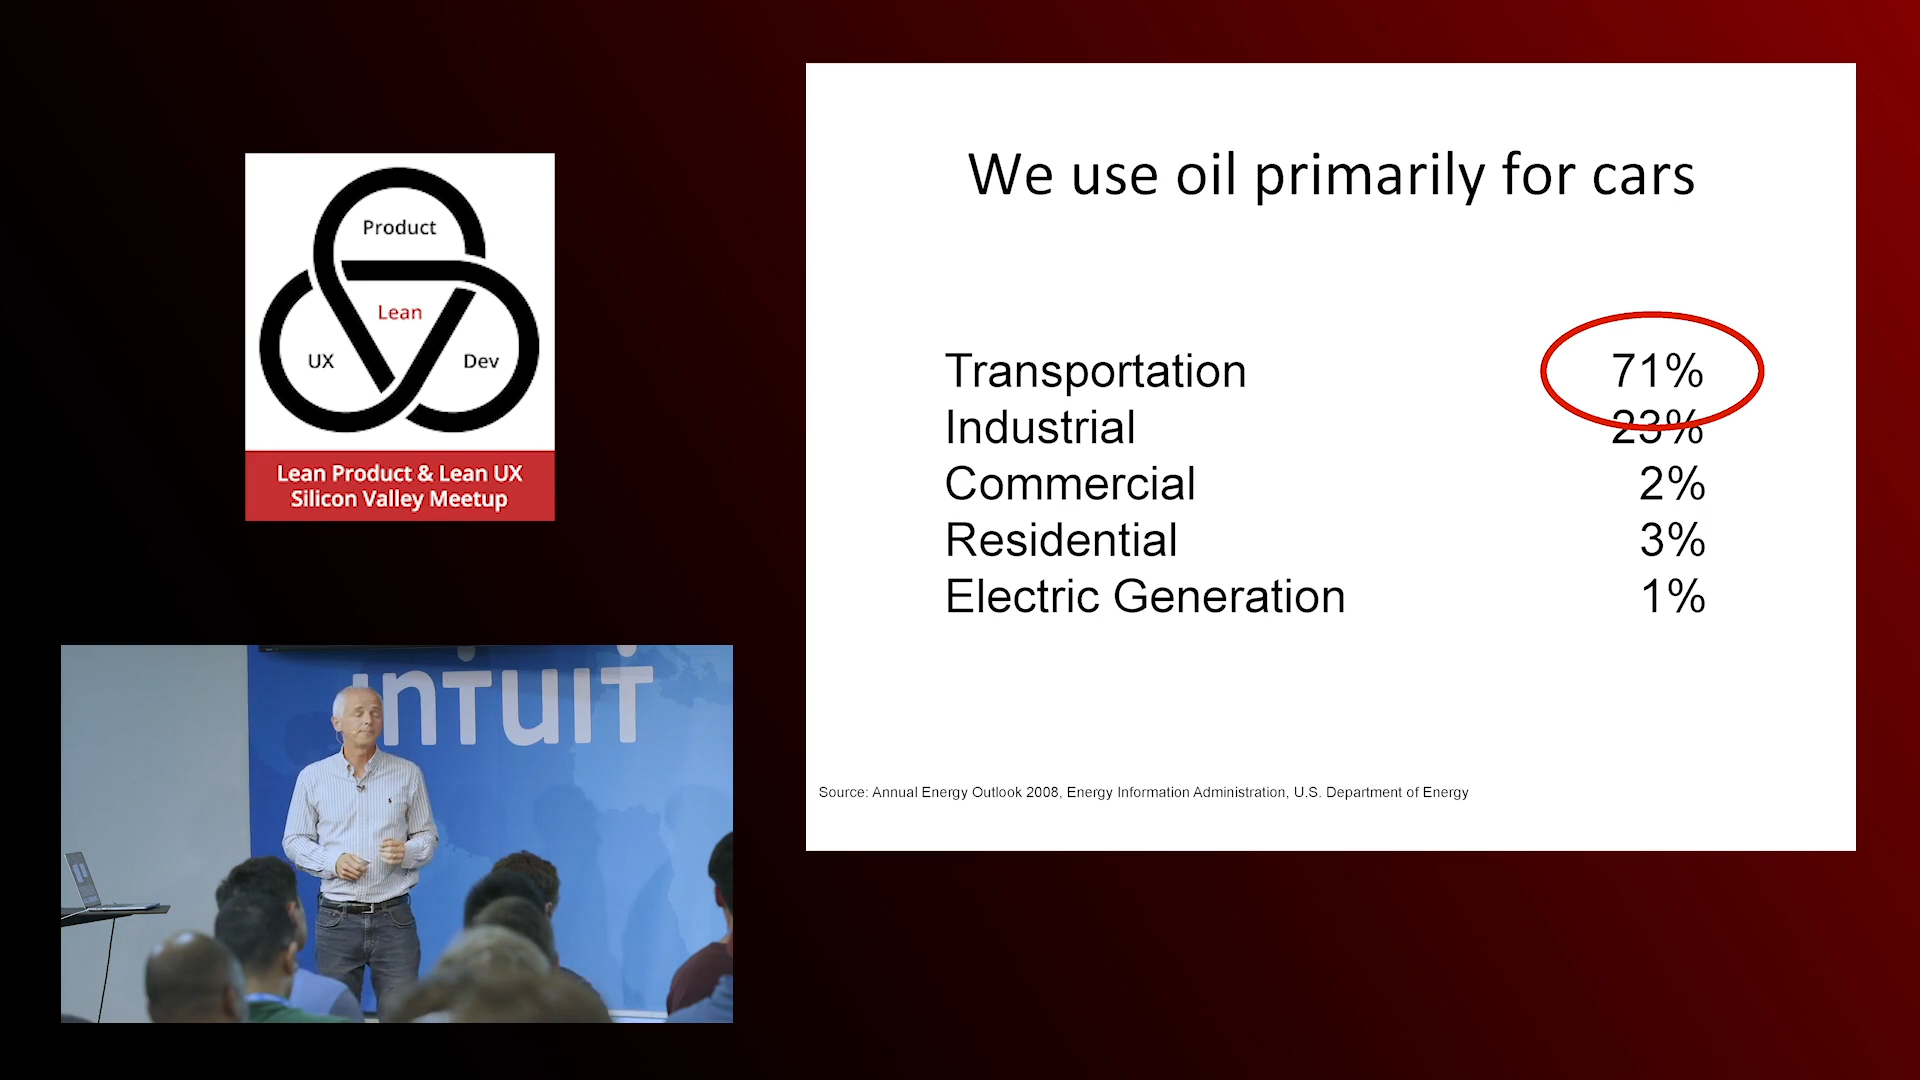 Product
Lean
UX
Dev
Lean Product & Lean UX
Silicon Valley Meetup
We use oil primarily for cars
Transportation 71%
Industrial 23%
Commercial 2%
Residential 3%
Electric Generation 1%
Source: Annual Energy Outlook 2008, Energy Information Administration, U.S. Department of Energy
intuit